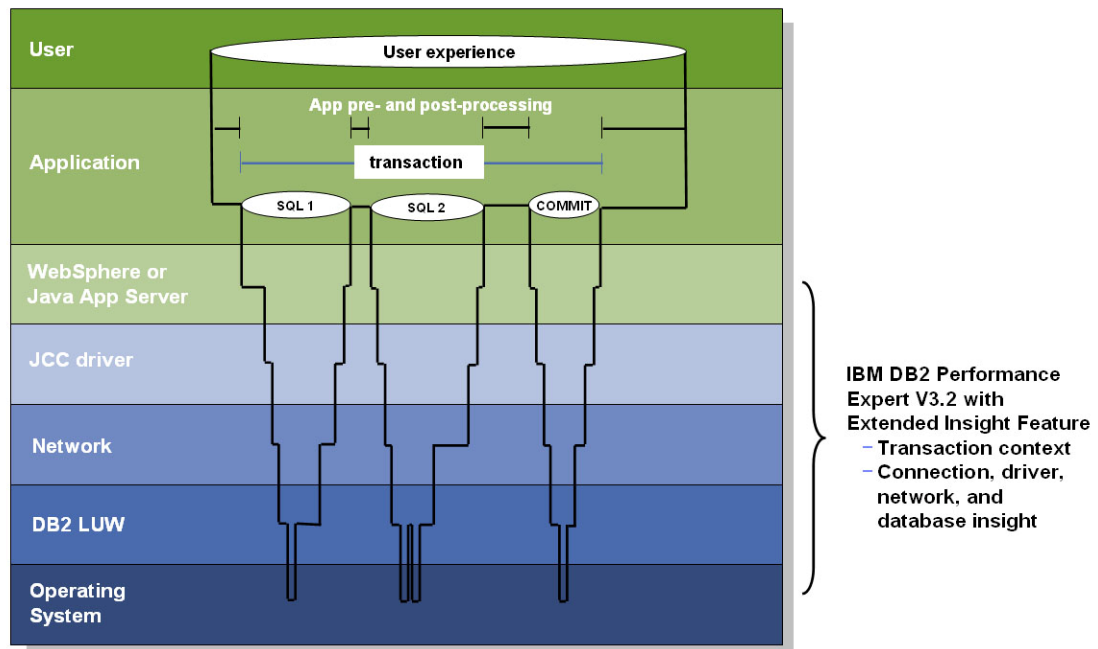 User
User experience
App pre- and post-processing
Application
transaction
SQL 1
SQL 2
COMMIT
WebSphere or
Java App Server
JCC driver
Network
DB2 LUW
Operating
System
IBM DB2 Performance
Expert V3.2 with
Extended Insight Feature
– Transaction context
– Connection, driver,
network, and
database insight